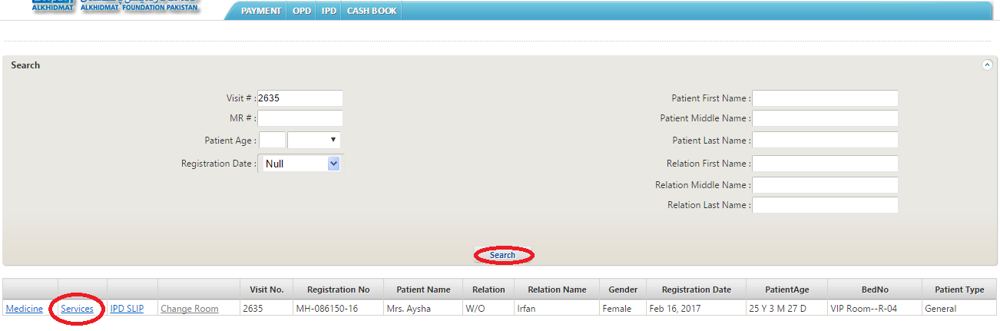 ALKHIDMAT ALKHIDMAT FOUNDATION PAKISTAN
PAYMENT OPD IPD CASH BOOK
Search
Visit # : 2635
Patient First Name :
MR # :
Patient Middle Name :
Patient Age :
Patient Last Name :
Registration Date : Null
Relation First Name :
Relation Middle Name :
Relation Last Name :
Search
Visit No. Registration No Patient Name Relation Relation Name Gender Registration Date PatientAge BedNo Patient Type
Medicine Services IPD SLIP Change Room 2635 MH-086150-16 Mrs. Aysha W/O Irfan Female Feb 16, 2017 25 Y 3 M 27 D VIP Room--R-04 General